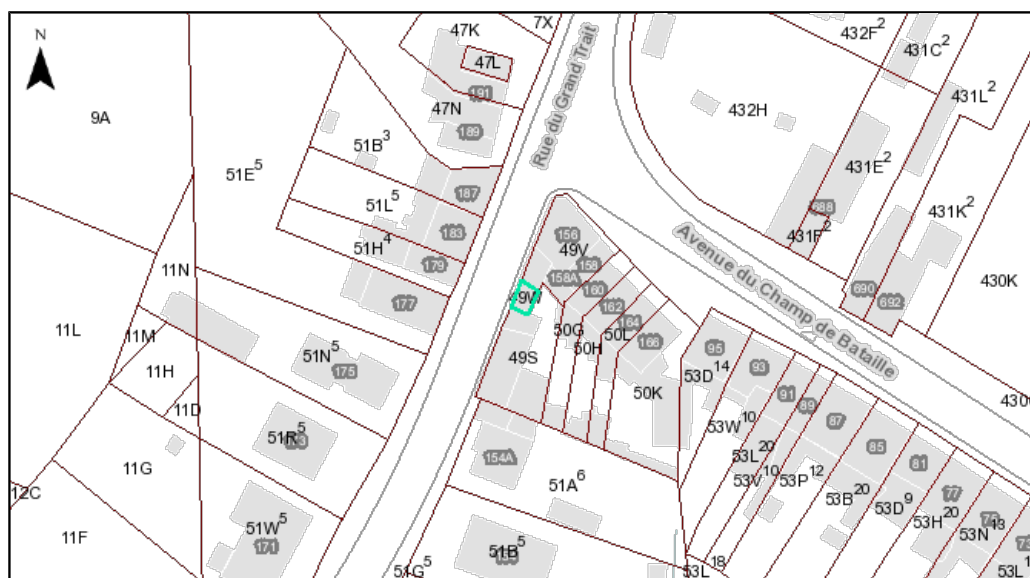 N
7X
47K
432F²
431C²
47L
431L²
191
9A
47N
432H
189
Rue du Grand Trait
51B³
431E²
51E⁵
187
51L⁵
688
431K²
183
156
431F²
51H⁴
49V
Avenue du Champ de Bataille
179
158
11N
158A
430K
160
690
177
49W
692
162
11L
11M
50G
164
50L
166
51N⁵
50H
49S
95
11H
175
93
53D¹⁴
50K
91
11D
89
87
53W¹⁰
51R⁵
85
53L²⁰
154A
81
11G
53V¹⁰
53P¹²
51A⁶
12C
53B²⁰
77
53D⁹
53H²⁰
51W⁵
11F
53N¹³
171
51B⁵
51G⁵
53L¹⁸